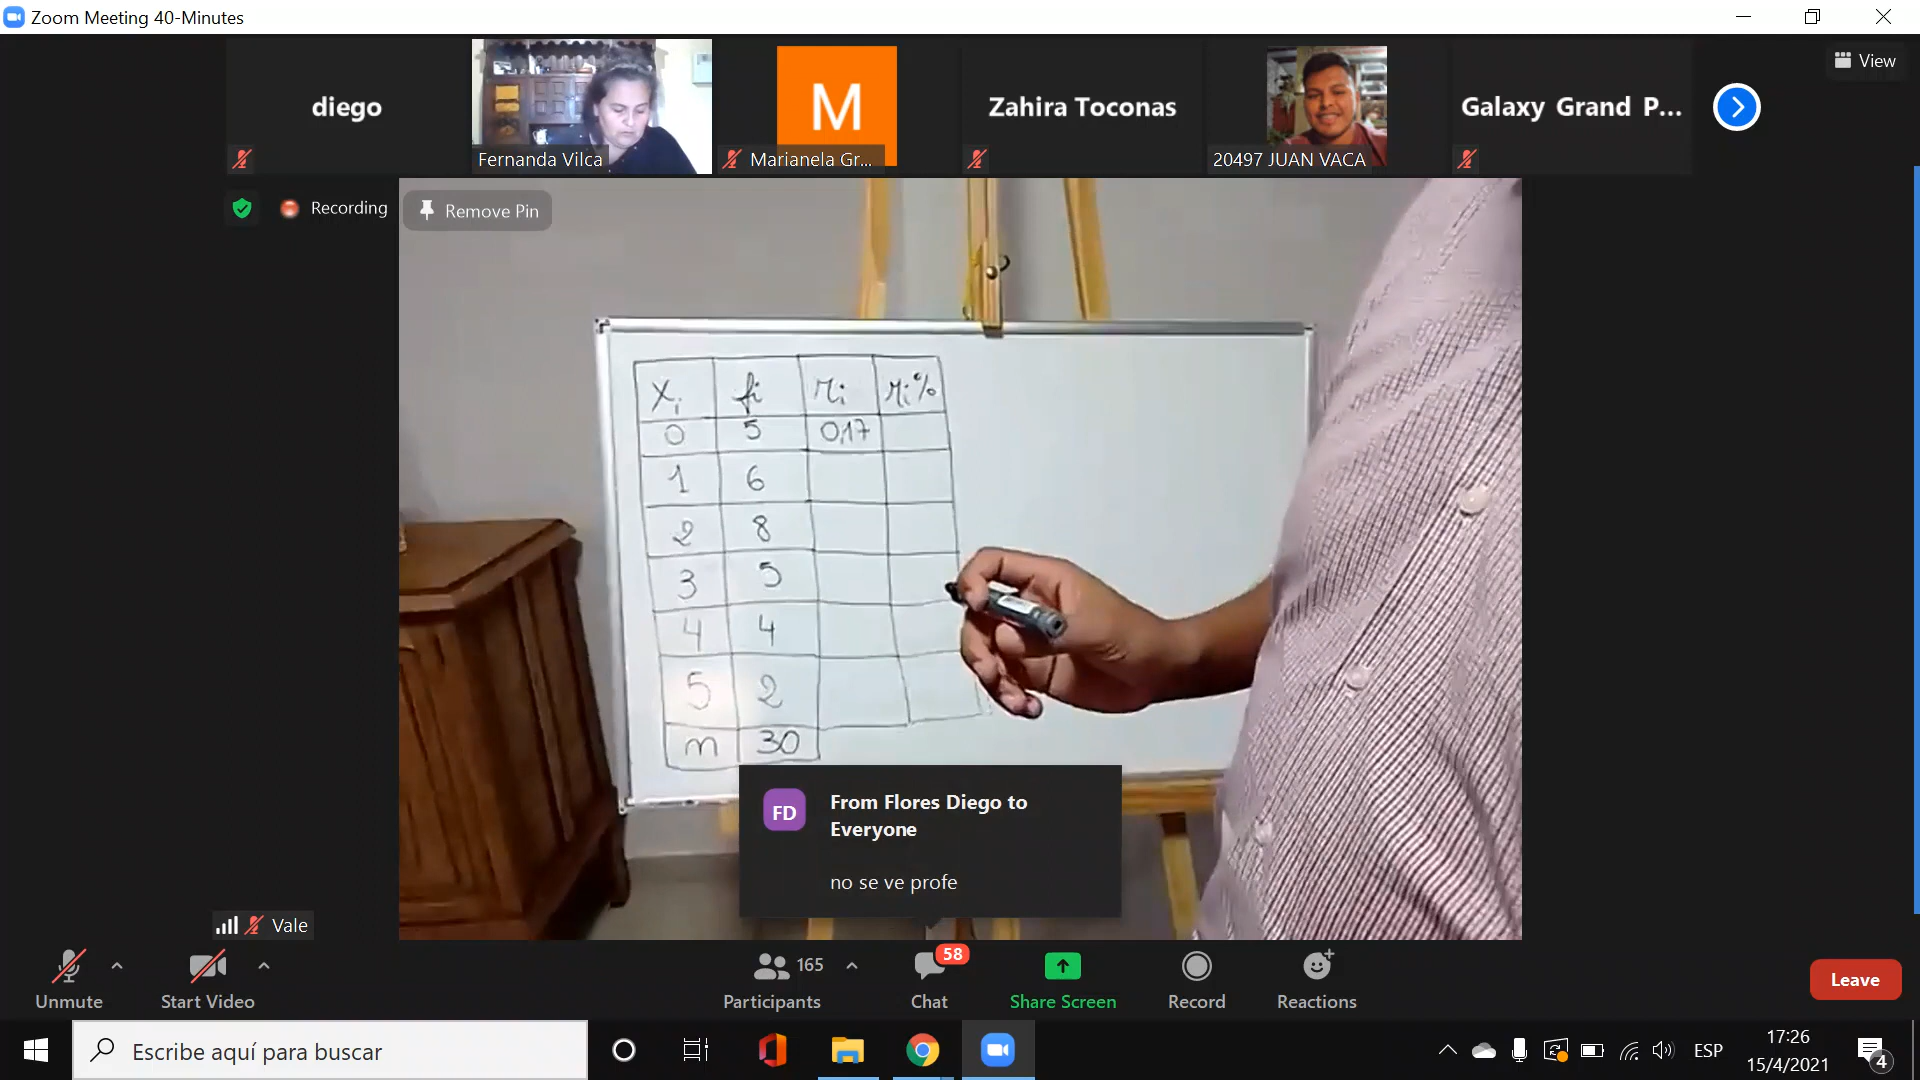 Zoom Meeting 40-Minutes
View
diego
Fernanda Vilca
M
Marianela Gr...
Zahira Toconas
20497 JUAN VACA
Galaxy Grand P...
Recording
Remove Pin
Xi fi ri ri%
0 5 0,17
1 6
2 8
3 5
4 4
5 2
n 30
FD
From Flores Diego to
Everyone
no se ve profe
Vale
165
58
Unmute
Start Video
Participants
Chat
Share Screen
Record
Reactions
Leave
Escribe aquí para buscar
ESP
17:26
15/4/2021
4